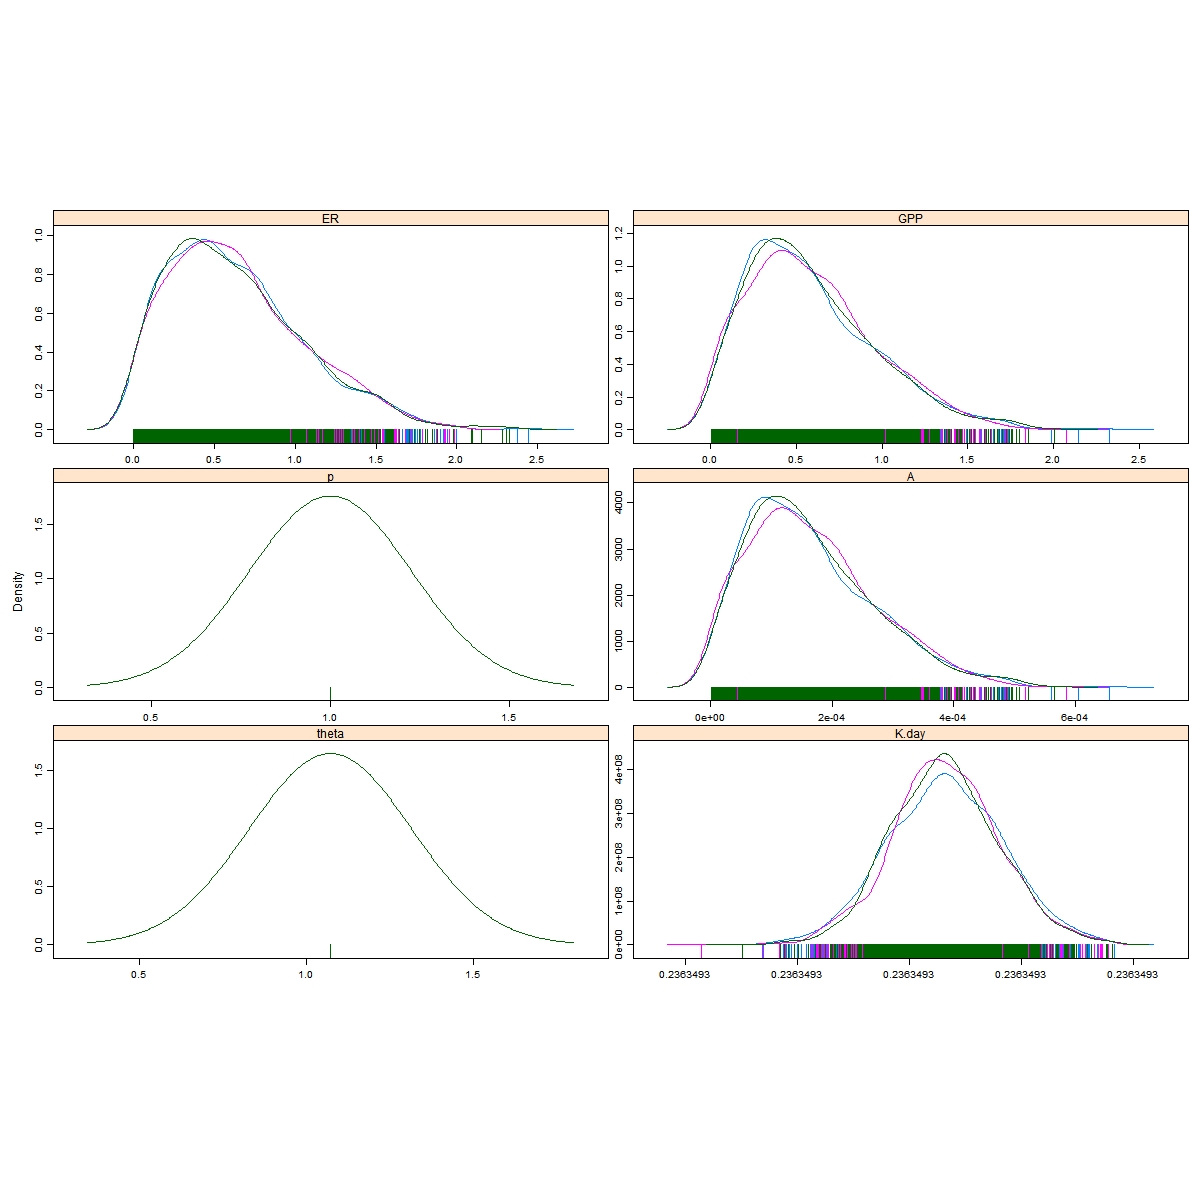 ER
GPP
0.0 0.2 0.4 0.6 0.8 1.0
0.0 0.5 1.0 1.5 2.0 2.5
0.0 0.2 0.4 0.6 0.8 1.0 1.2
0.0 0.5 1.0 1.5 2.0 2.5
p
A
0.0 0.5 1.0 1.5
0.5 1.0 1.5
0 1000 2000 3000 4000
0e+00 2e-04 4e-04 6e-04
Density
theta
K.day
0.0 0.5 1.0 1.5
0.5 1.0 1.5
0e+00 1e+08 2e+08 3e+08 4e+08
0.2383493 0.2383493 0.2383493 0.2383493 0.2383493